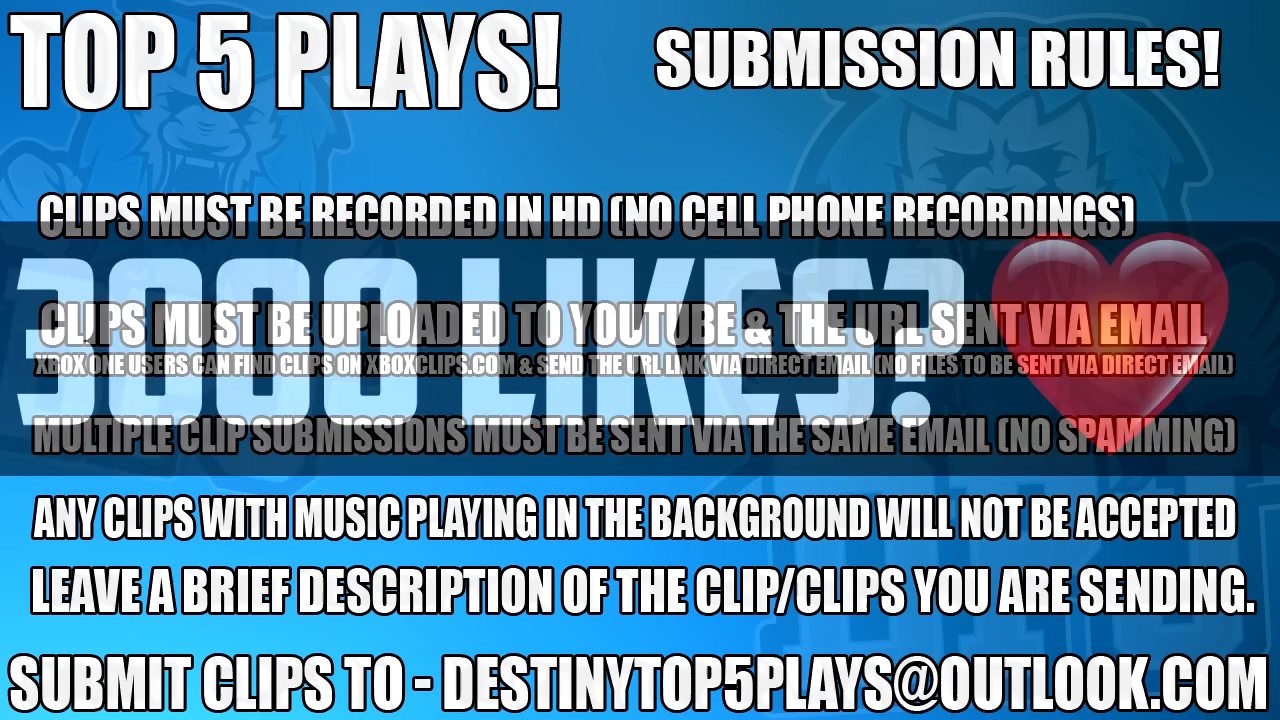 TOP 5 PLAYS!
SUBMISSION RULES!
CLIPS MUST BE RECORDED IN HD (NO CELL PHONE RECORDINGS)
3000 LIKES?
CLIPS MUST BE UPLOADED TO YOUTUBE & THE URL SENT VIA EMAIL
XBOX ONE USERS CAN FIND CLIPS ON XBOXCLIPS.COM & SEND THE URL LINK VIA DIRECT EMAIL (NO FILES TO BE SENT VIA DIRECT EMAIL)
MULTIPLE CLIP SUBMISSIONS MUST BE SENT VIA THE SAME EMAIL (NO SPAMMING)
ANY CLIPS WITH MUSIC PLAYING IN THE BACKGROUND WILL NOT BE ACCEPTED
LEAVE A BRIEF DESCRIPTION OF THE CLIP/CLIPS YOU ARE SENDING.
SUBMIT CLIPS TO - DESTINYTOP5PLAYS@OUTLOOK.COM